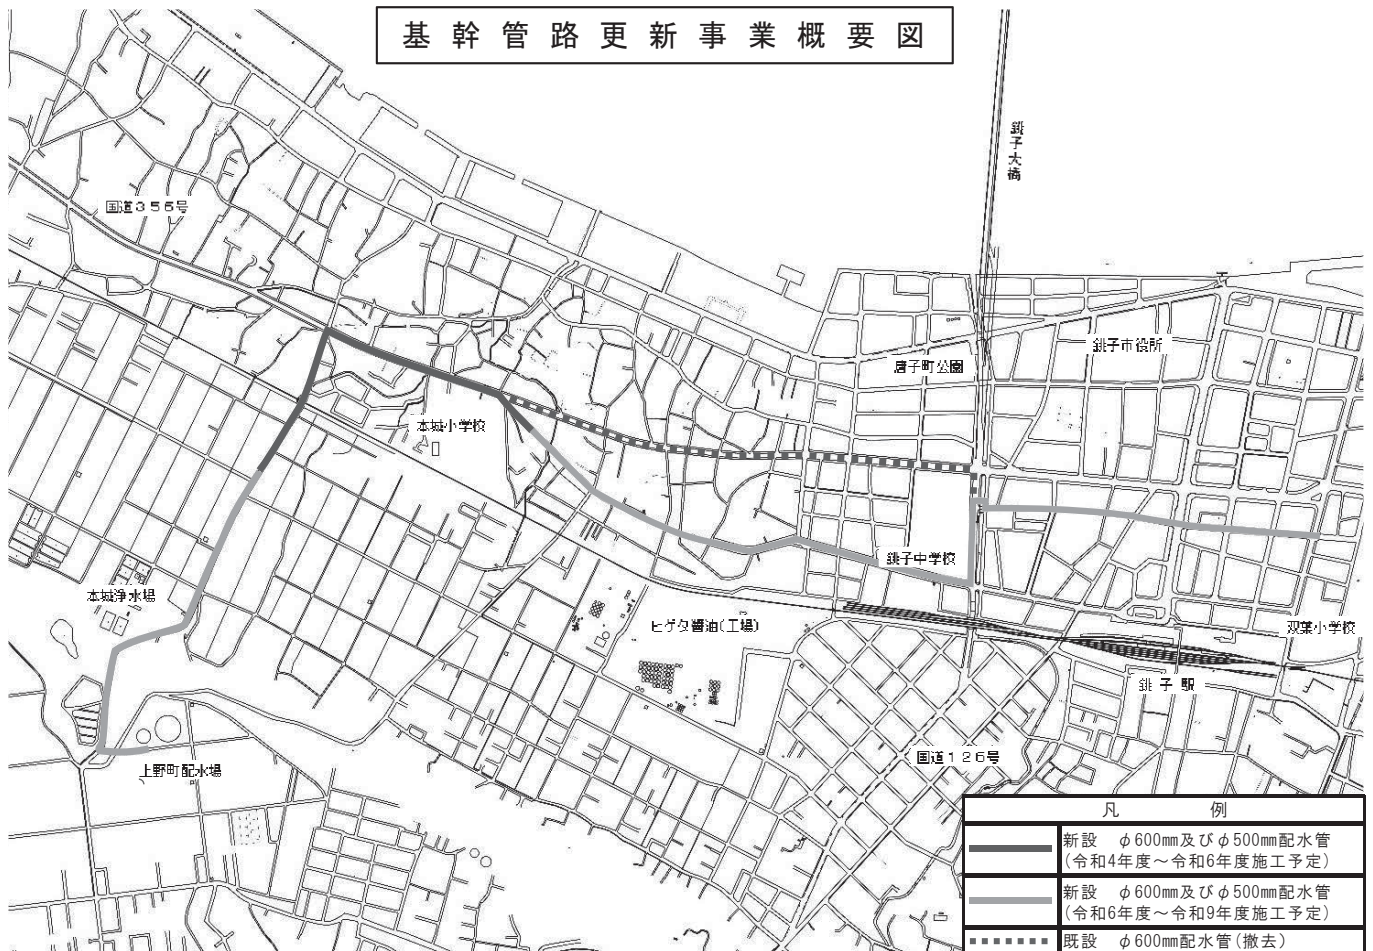 基幹管路更新事業概要図
銚子大橋
国道356号
銚子市役所
唐子町公園
本城小学校
銚子中学校
本城浄水場
ヒゲタ醤油(工場)
双葉小学校
銚子駅
国道126号
上野町配水場
凡例
新設 φ600㎜及びφ500㎜配水管
(令和4年度～令和6年度施工予定)
新設 φ600㎜及びφ500㎜配水管
(令和6年度～令和9年度施工予定)
既設 φ600㎜配水管(撤去)